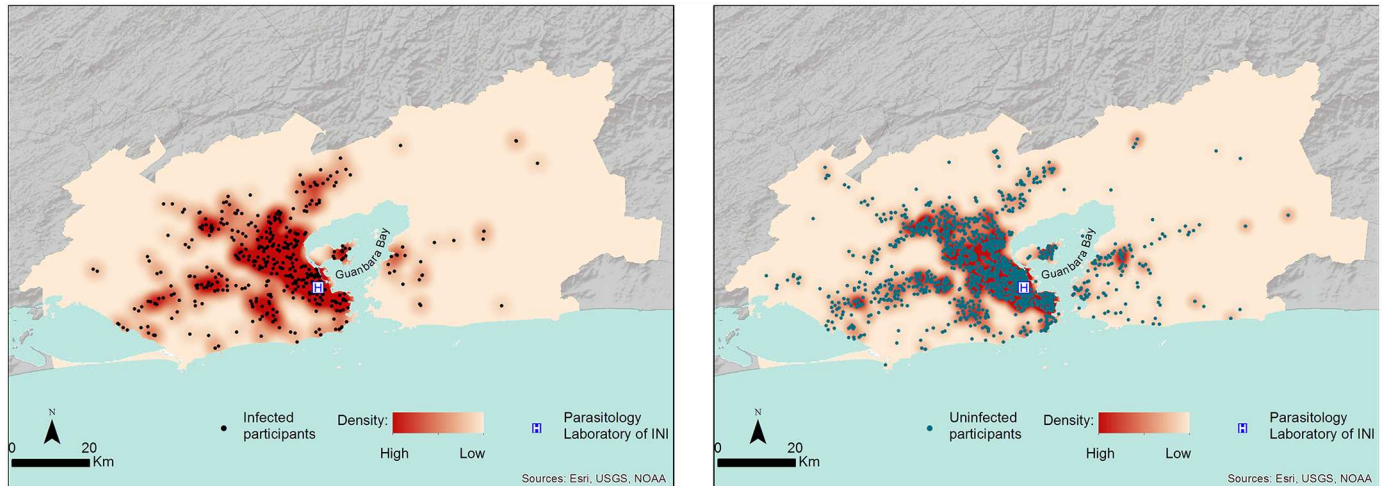 Guanbara Bay
N
0 20
Km
Infected
participants
Density:
High Low
H
H
Parasitology
Laboratory of INI
Sources: Esri, USGS, NOAA
Guanbara Bay
N
0 20
Km
Uninfected
participants
Density:
High Low
H
H
Parasitology
Laboratory of INI
Sources: Esri, USGS, NOAA